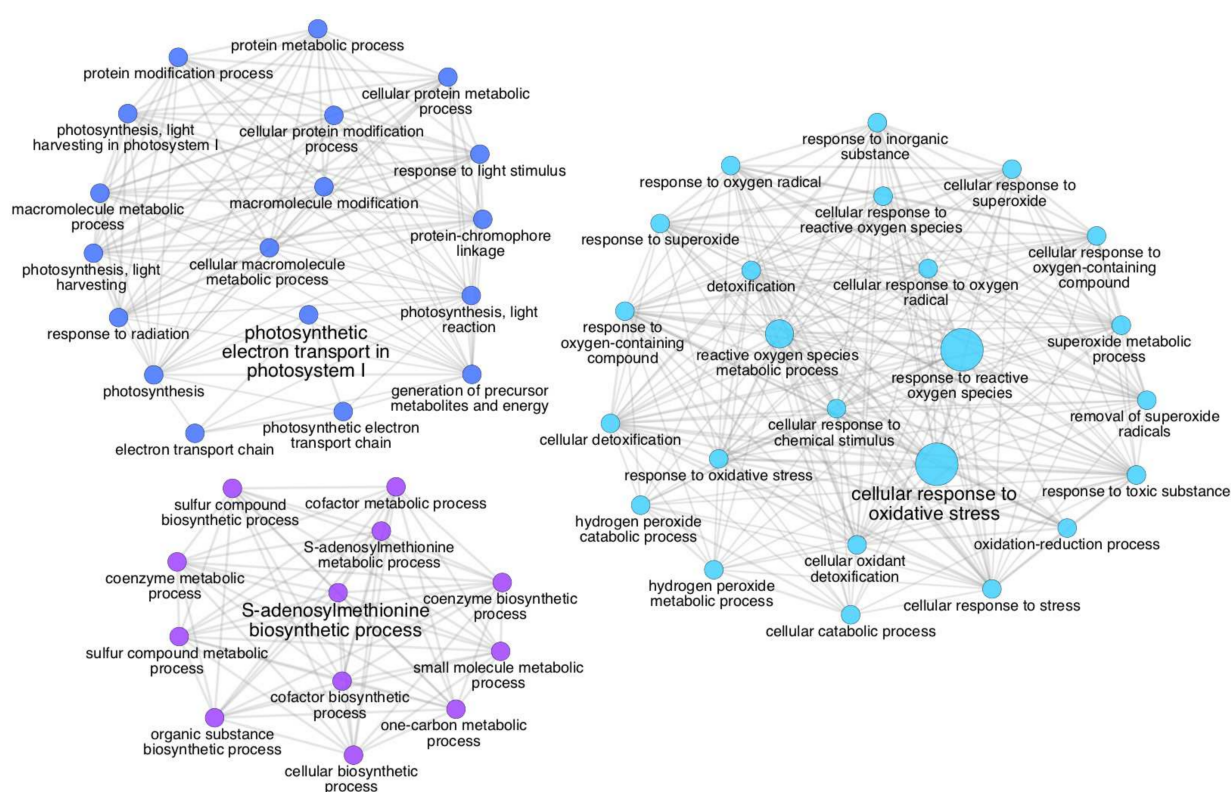 protein metabolic process
protein modification process
cellular protein metabolic
process
photosynthesis, light
harvesting in photosystem I
cellular protein modification
process
response to light stimulus
macromolecule metabolic
process
macromolecule modification
protein-chromophore
linkage
photosynthesis, light
harvesting
cellular macromolecule
metabolic process
photosynthesis, light
reaction
response to radiation
photosynthetic
electron transport in
photosystem I
photosynthesis
generation of precursor
metabolites and energy
photosynthetic electron
transport chain
electron transport chain
sulfur compound
biosynthetic process
cofactor metabolic process
S-adenosylmethionine
metabolic process
coenzyme metabolic
process
coenzyme biosynthetic
process
S-adenosylmethionine
biosynthetic process
sulfur compound metabolic
process
small molecule metabolic
process
cofactor biosynthetic
process
one-carbon metabolic
process
organic substance
biosynthetic process
cellular biosynthetic
process
response to inorganic
substance
response to oxygen radical
cellular response to
superoxide
cellular response to
reactive oxygen species
response to superoxide
cellular response to
oxygen-containing
compound
detoxification
cellular response to oxygen
radical
response to
oxygen-containing
compound
reactive oxygen species
metabolic process
response to reactive
oxygen species
superoxide metabolic
process
cellular detoxification
cellular response to
chemical stimulus
removal of superoxide
radicals
response to oxidative stress
cellular response to
oxidative stress
response to toxic substance
hydrogen peroxide
catabolic process
cellular oxidant
detoxification
oxidation-reduction process
hydrogen peroxide
metabolic process
cellular response to stress
cellular catabolic process